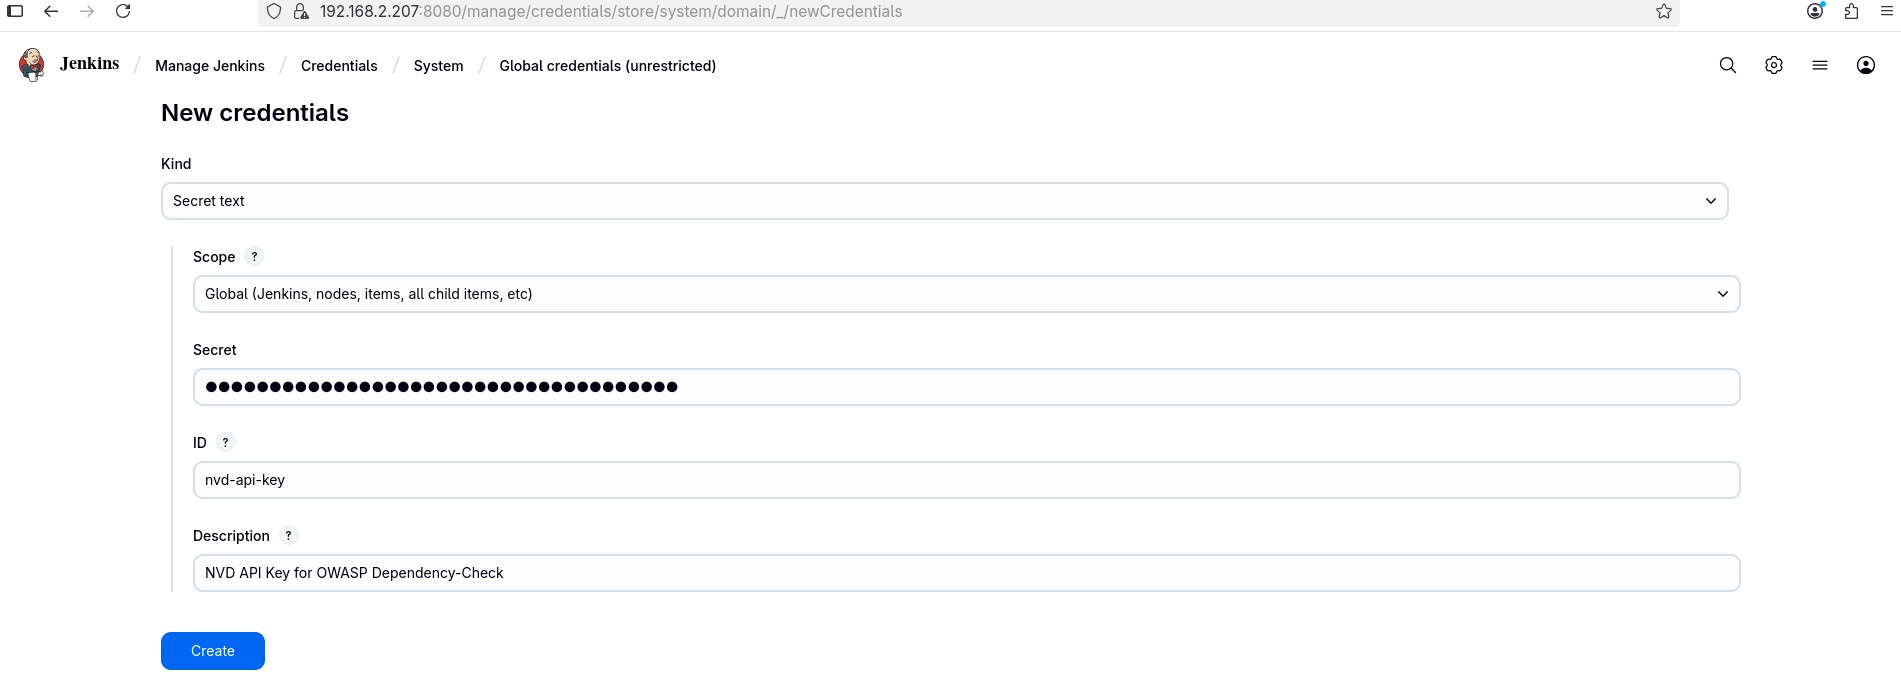 192.168.2.207:8080/manage/credentials/store/system/domain/_/newCredentials
Jenkins / Manage Jenkins / Credentials / System / Global credentials (unrestricted)
New credentials
Kind
Secret text
Scope ?
Global (Jenkins, nodes, items, all child items, etc)
Secret
●●●●●●●●●●●●●●●●●●●●●●●●●●●●●●●●●●●●●
ID ?
nvd-api-key
Description ?
NVD API Key for OWASP Dependency-Check
Create